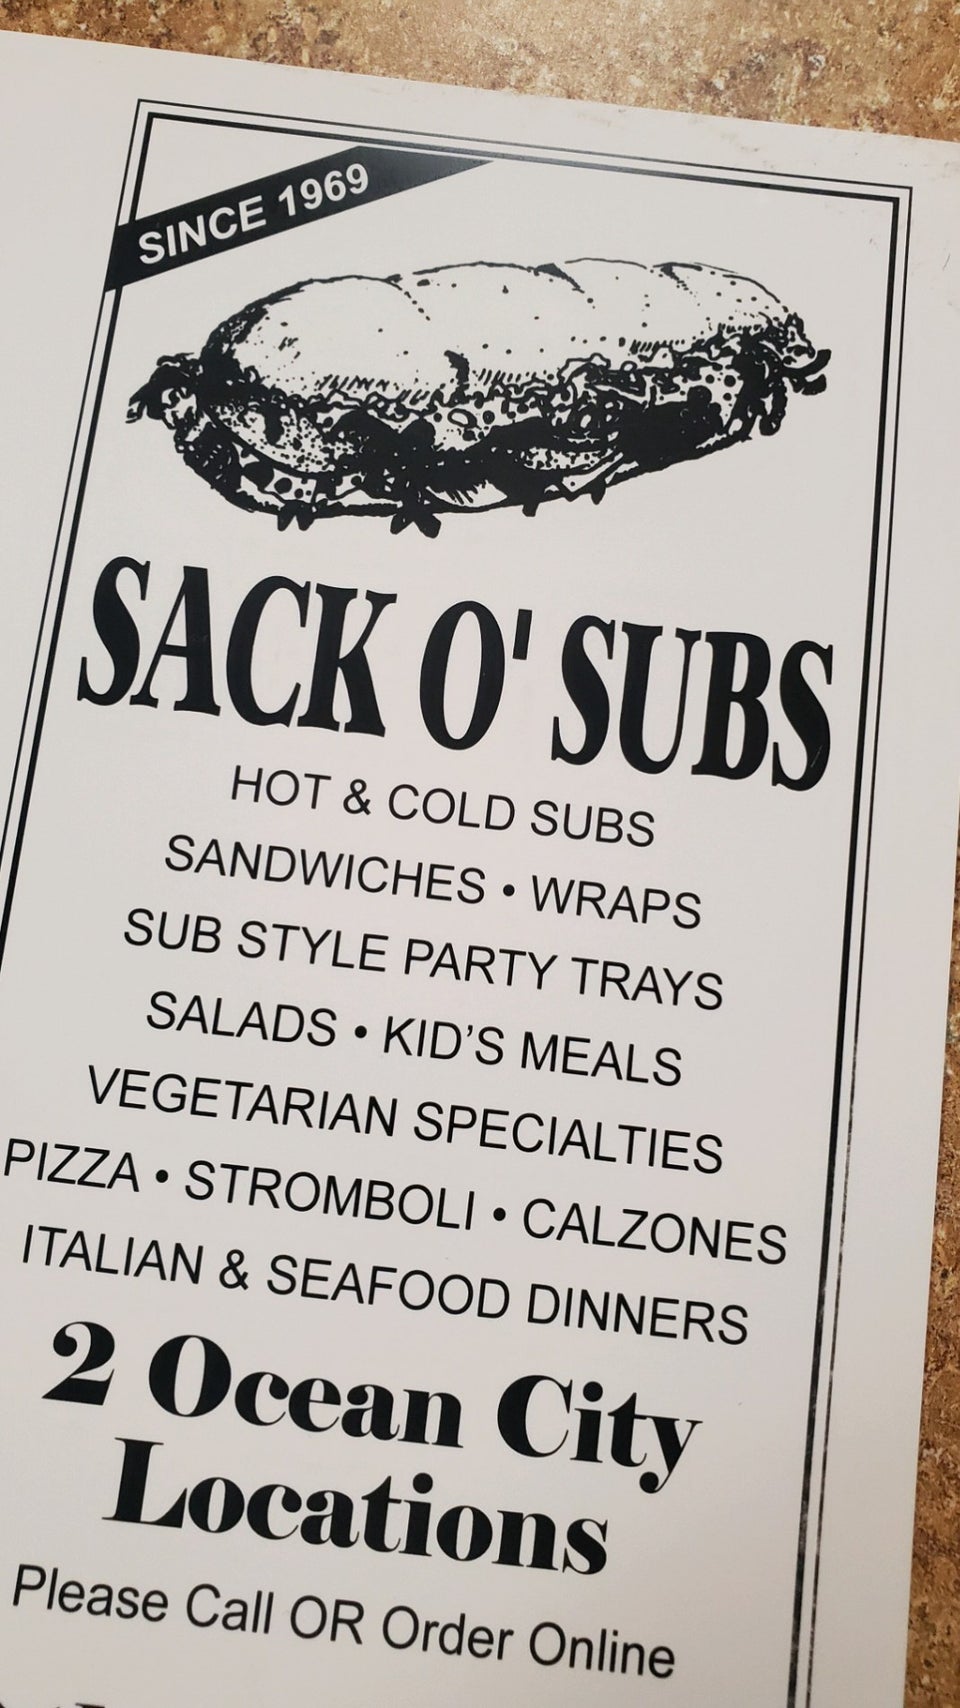 SINCE 1969
SACK O' SUBS
HOT & COLD SUBS
SANDWICHES • WRAPS
SUB STYLE PARTY TRAYS
SALADS • KID’S MEALS
VEGETARIAN SPECIALTIES
PIZZA • STROMBOLI • CALZONES
ITALIAN & SEAFOOD DINNERS
2 Ocean City
Locations
Please Call OR Order Online